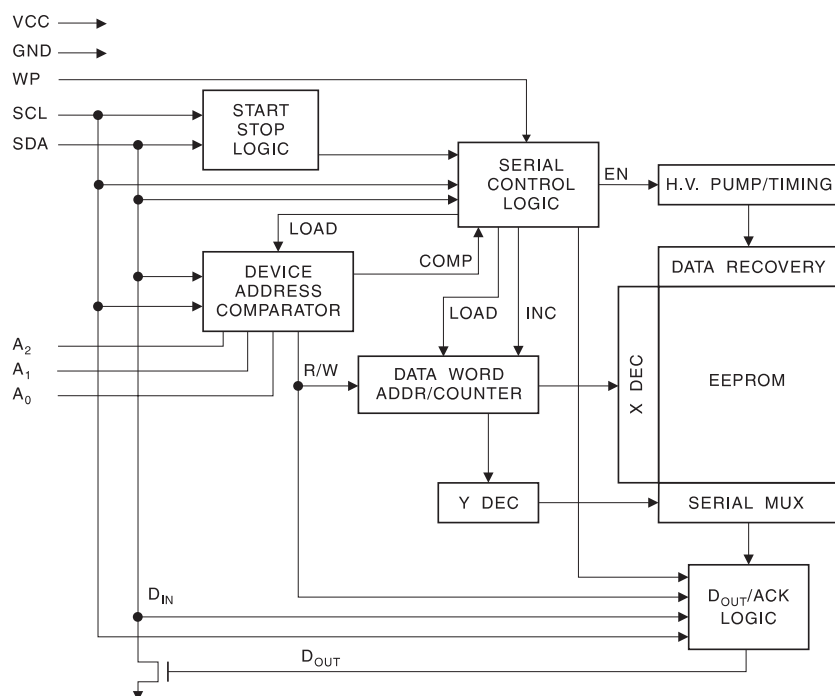 VCC
GND
WP
SCL
SDA
START
STOP
LOGIC
SERIAL
CONTROL
LOGIC
EN
H.V. PUMP/TIMING
LOAD
COMP
DEVICE
ADDRESS
COMPARATOR
DATA RECOVERY
LOAD
INC
A2
A1
A0
R/W
DATA WORD
ADDR/COUNTER
X DEC
EEPROM
Y DEC
SERIAL MUX
DIN
DOUT/ACK
LOGIC
DOUT